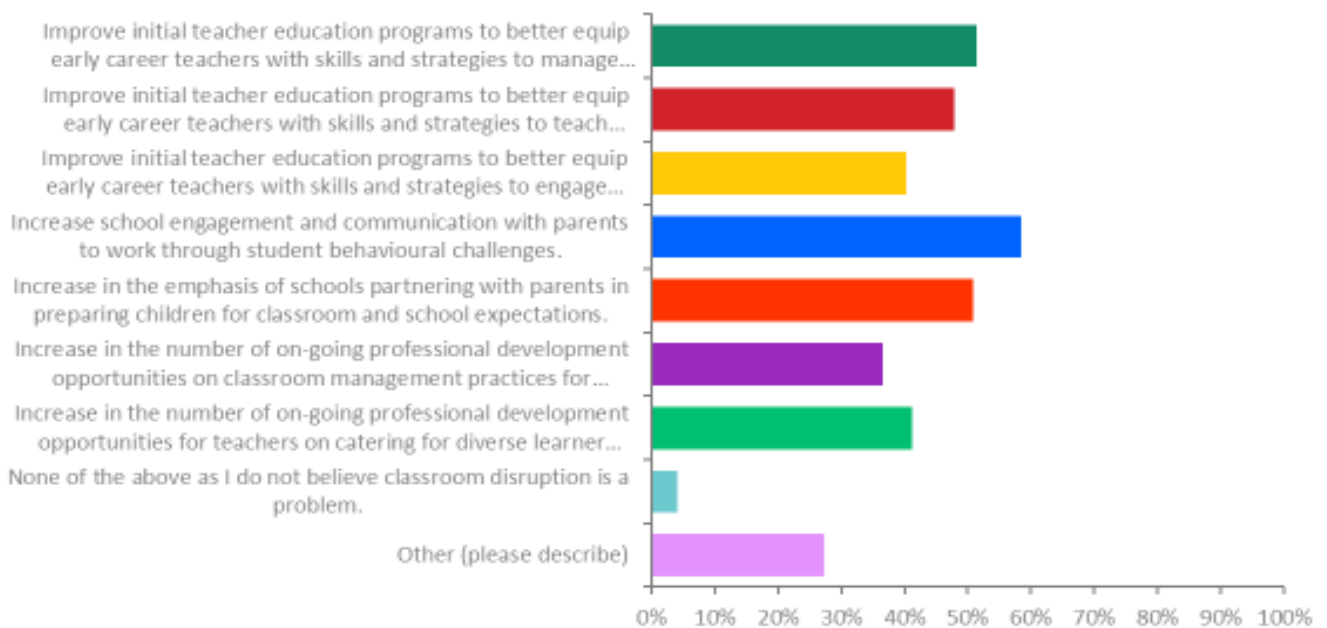 Improve initial teacher education programs to better equip
early career teachers with skills and strategies to manage...
Improve initial teacher education programs to better equip
early career teachers with skills and strategies to teach...
Improve initial teacher education programs to better equip
early career teachers with skills and strategies to engage...
Increase school engagement and communication with parents
to work through student behavioural challenges.
Increase in the emphasis of schools partnering with parents in
preparing children for classroom and school expectations.
Increase in the number of on-going professional development
opportunities on classroom management practices for...
Increase in the number of on-going professional development
opportunities for teachers on catering for diverse learner...
None of the above as I do not believe classroom disruption is a
problem.
Other (please describe)
0% 10% 20% 30% 40% 50% 60% 70% 80% 90% 100%